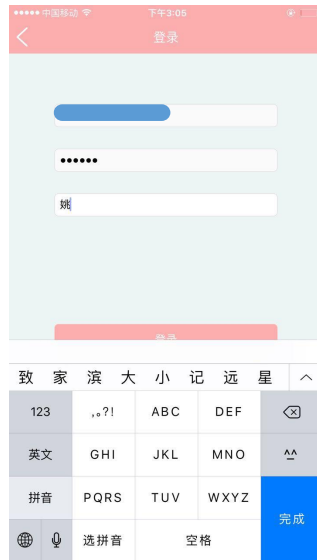 中国移动 下午3:05
登录
••••••
姚
登录
致 家 滨 大 小 记 远 星
123 ,。?! ABC DEF
英文 GHI JKL MNO ^^
拼音 PQRS TUV WXYZ
完成
选拼音 空格